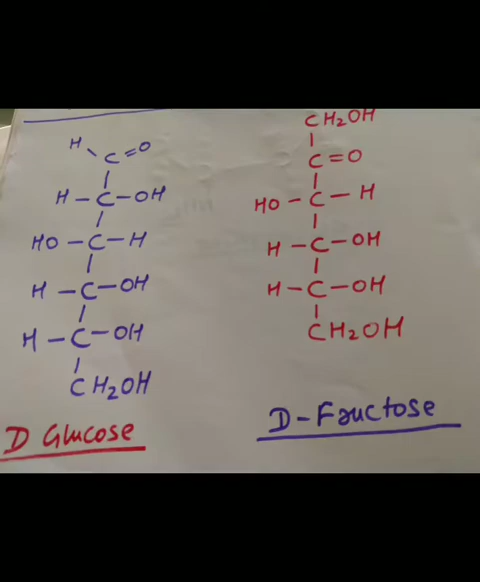 H
C=O
H-C-OH
HO-C-H
H-C-OH
H-C-OH
CH₂OH
D Glucose
CH₂OH
C=O
HO-C-H
H-C-OH
H-C-OH
CH₂OH
D-Fructose